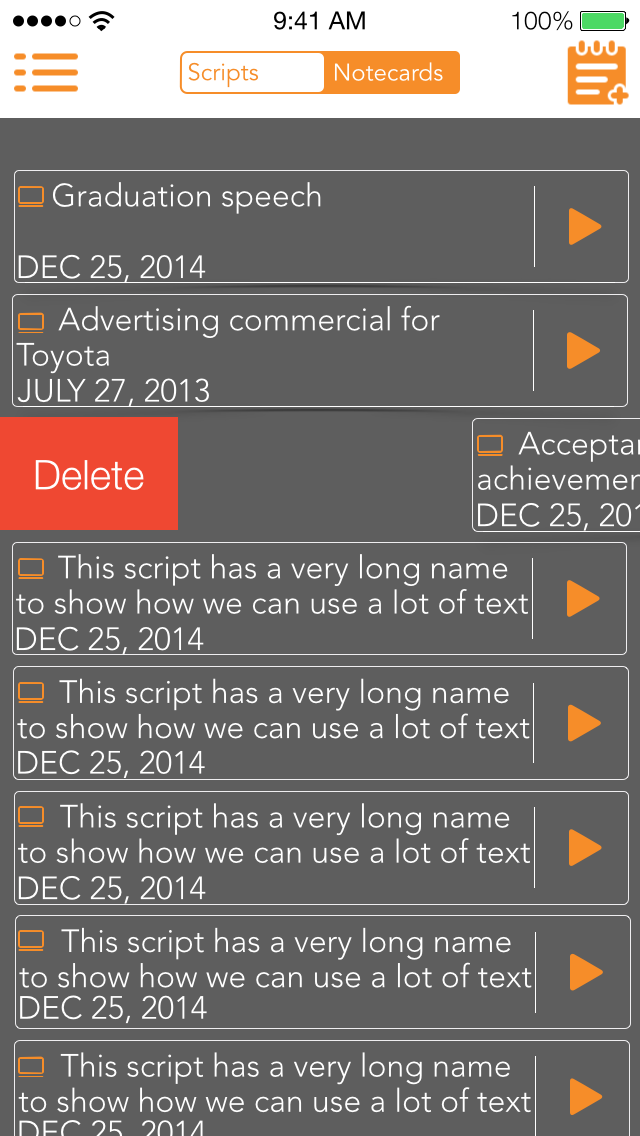 9:41 AM 100%
Scripts Notecards
Graduation speech
DEC 25, 2014
Advertising commercial for
Toyota
JULY 27, 2013
Delete
Acceptan
achievemen
DEC 25, 201
This script has a very long name
to show how we can use a lot of text
DEC 25, 2014
This script has a very long name
to show how we can use a lot of text
DEC 25, 2014
This script has a very long name
to show how we can use a lot of text
DEC 25, 2014
This script has a very long name
to show how we can use a lot of text
DEC 25, 2014
This script has a very long name
to show how we can use a lot of text
DEC 25, 2014